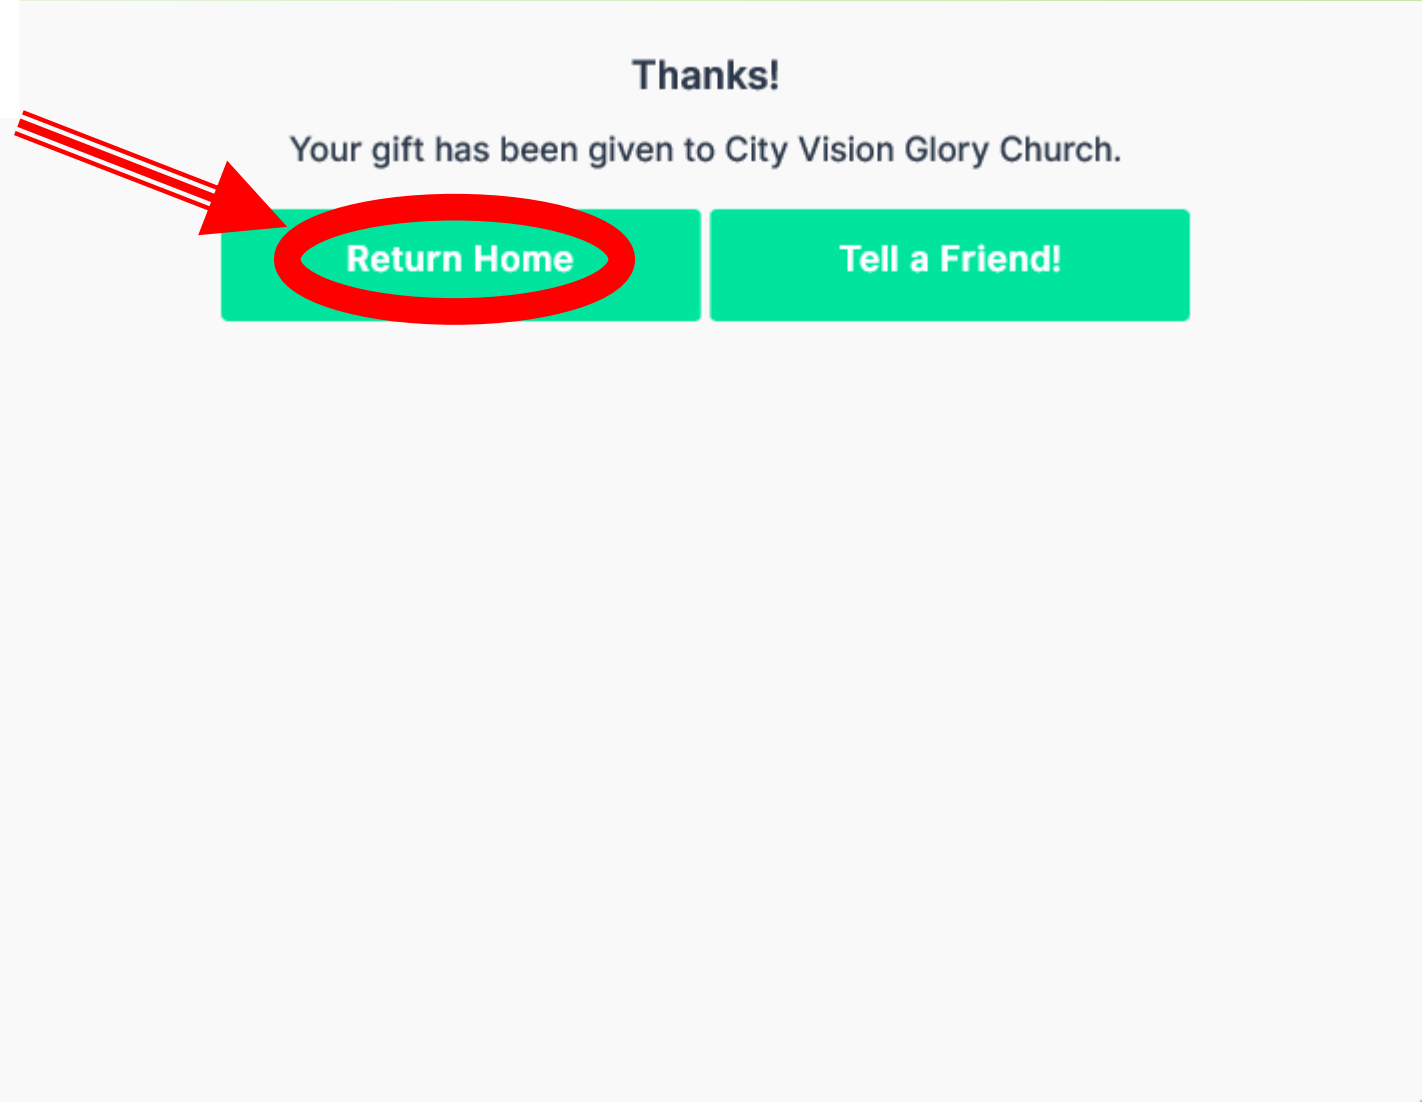 Thanks!
Your gift has been given to City Vision Glory Church.
Return Home
Tell a Friend!